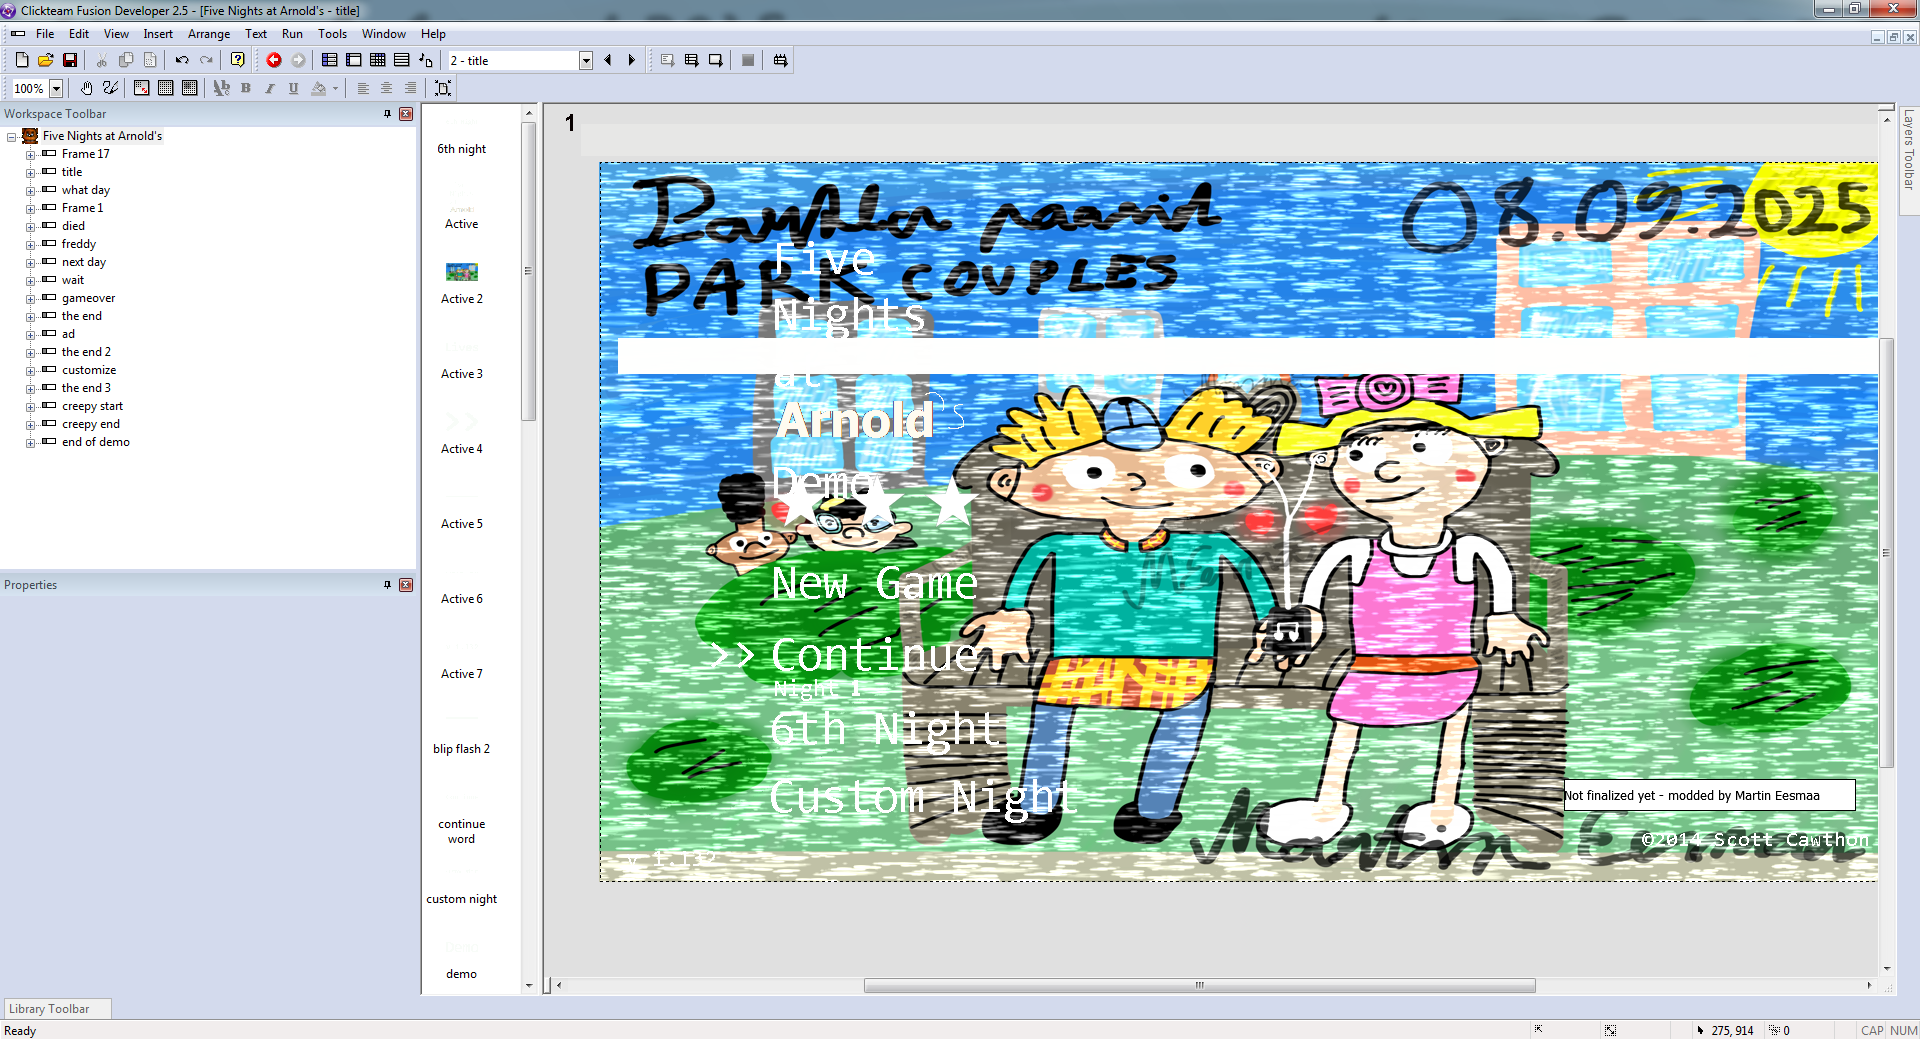 Clickteam Fusion Developer 2.5 - [Five Nights at Arnold's - title]
File Edit View Insert Arrange Text Run Tools Window Help
2 - title
100%
Workspace Toolbar
Five Nights at Arnold's
Frame 17
title
what day
Frame 1
died
freddy
next day
wait
gameover
the end
ad
the end 2
customize
the end 3
creepy start
creepy end
end of demo
Properties
Library Toolbar
6th night
Active
Active 2
Active 3
Active 4
Active 5
Active 6
Active 7
blip flash 2
continue
word
custom night
demo
1
08.09.2025
PARK COUPLES
Five
Nights
at
Arnold's
Demo
New Game
>> Continue
Night 1
6th Night
Custom Night
Not finalized yet - modded by Martin Eesmaa
©2014 Scott Cawthon
Martin Eesmaa
Layers Toolbar
Ready
275, 914
0
CAP NUM